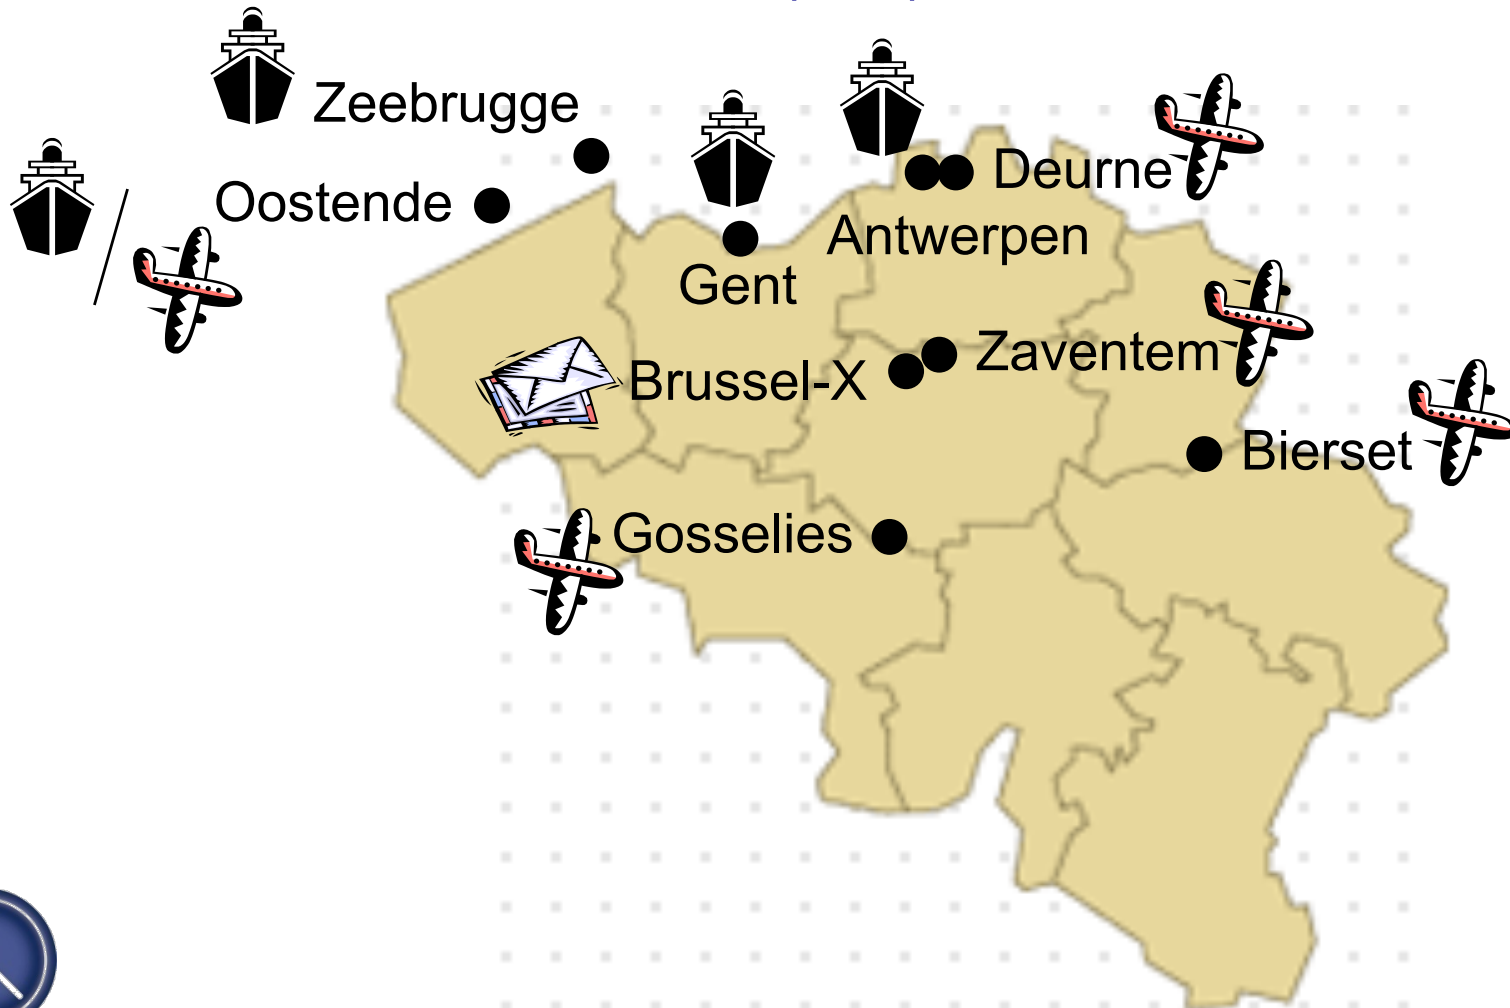 Zeebrugge
Oostende
Deurne
Antwerpen
Gent
Zaventem
Brussel-X
Bierset
Gosselies